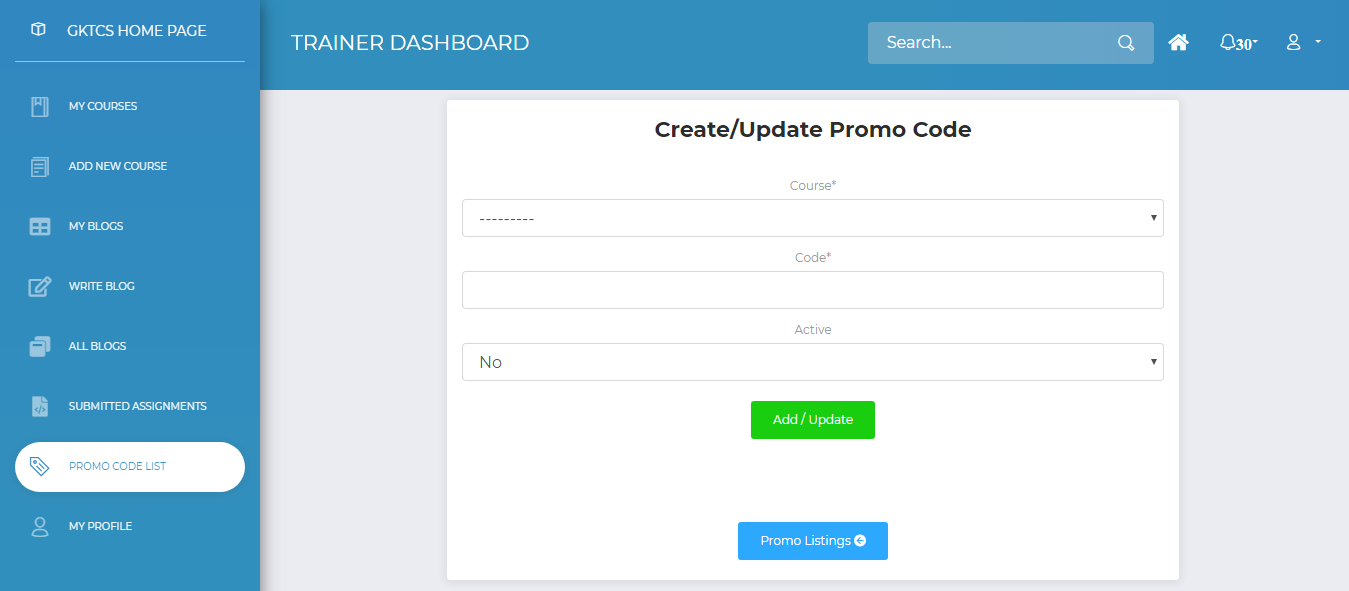 GKTCS HOME PAGE
TRAINER DASHBOARD
Search...
30
MY COURSES
ADD NEW COURSE
MY BLOGS
WRITE BLOG
ALL BLOGS
SUBMITTED ASSIGNMENTS
PROMO CODE LIST
MY PROFILE
Create/Update Promo Code
Course*
---------
Code*
Active
No
Add / Update
Promo Listings